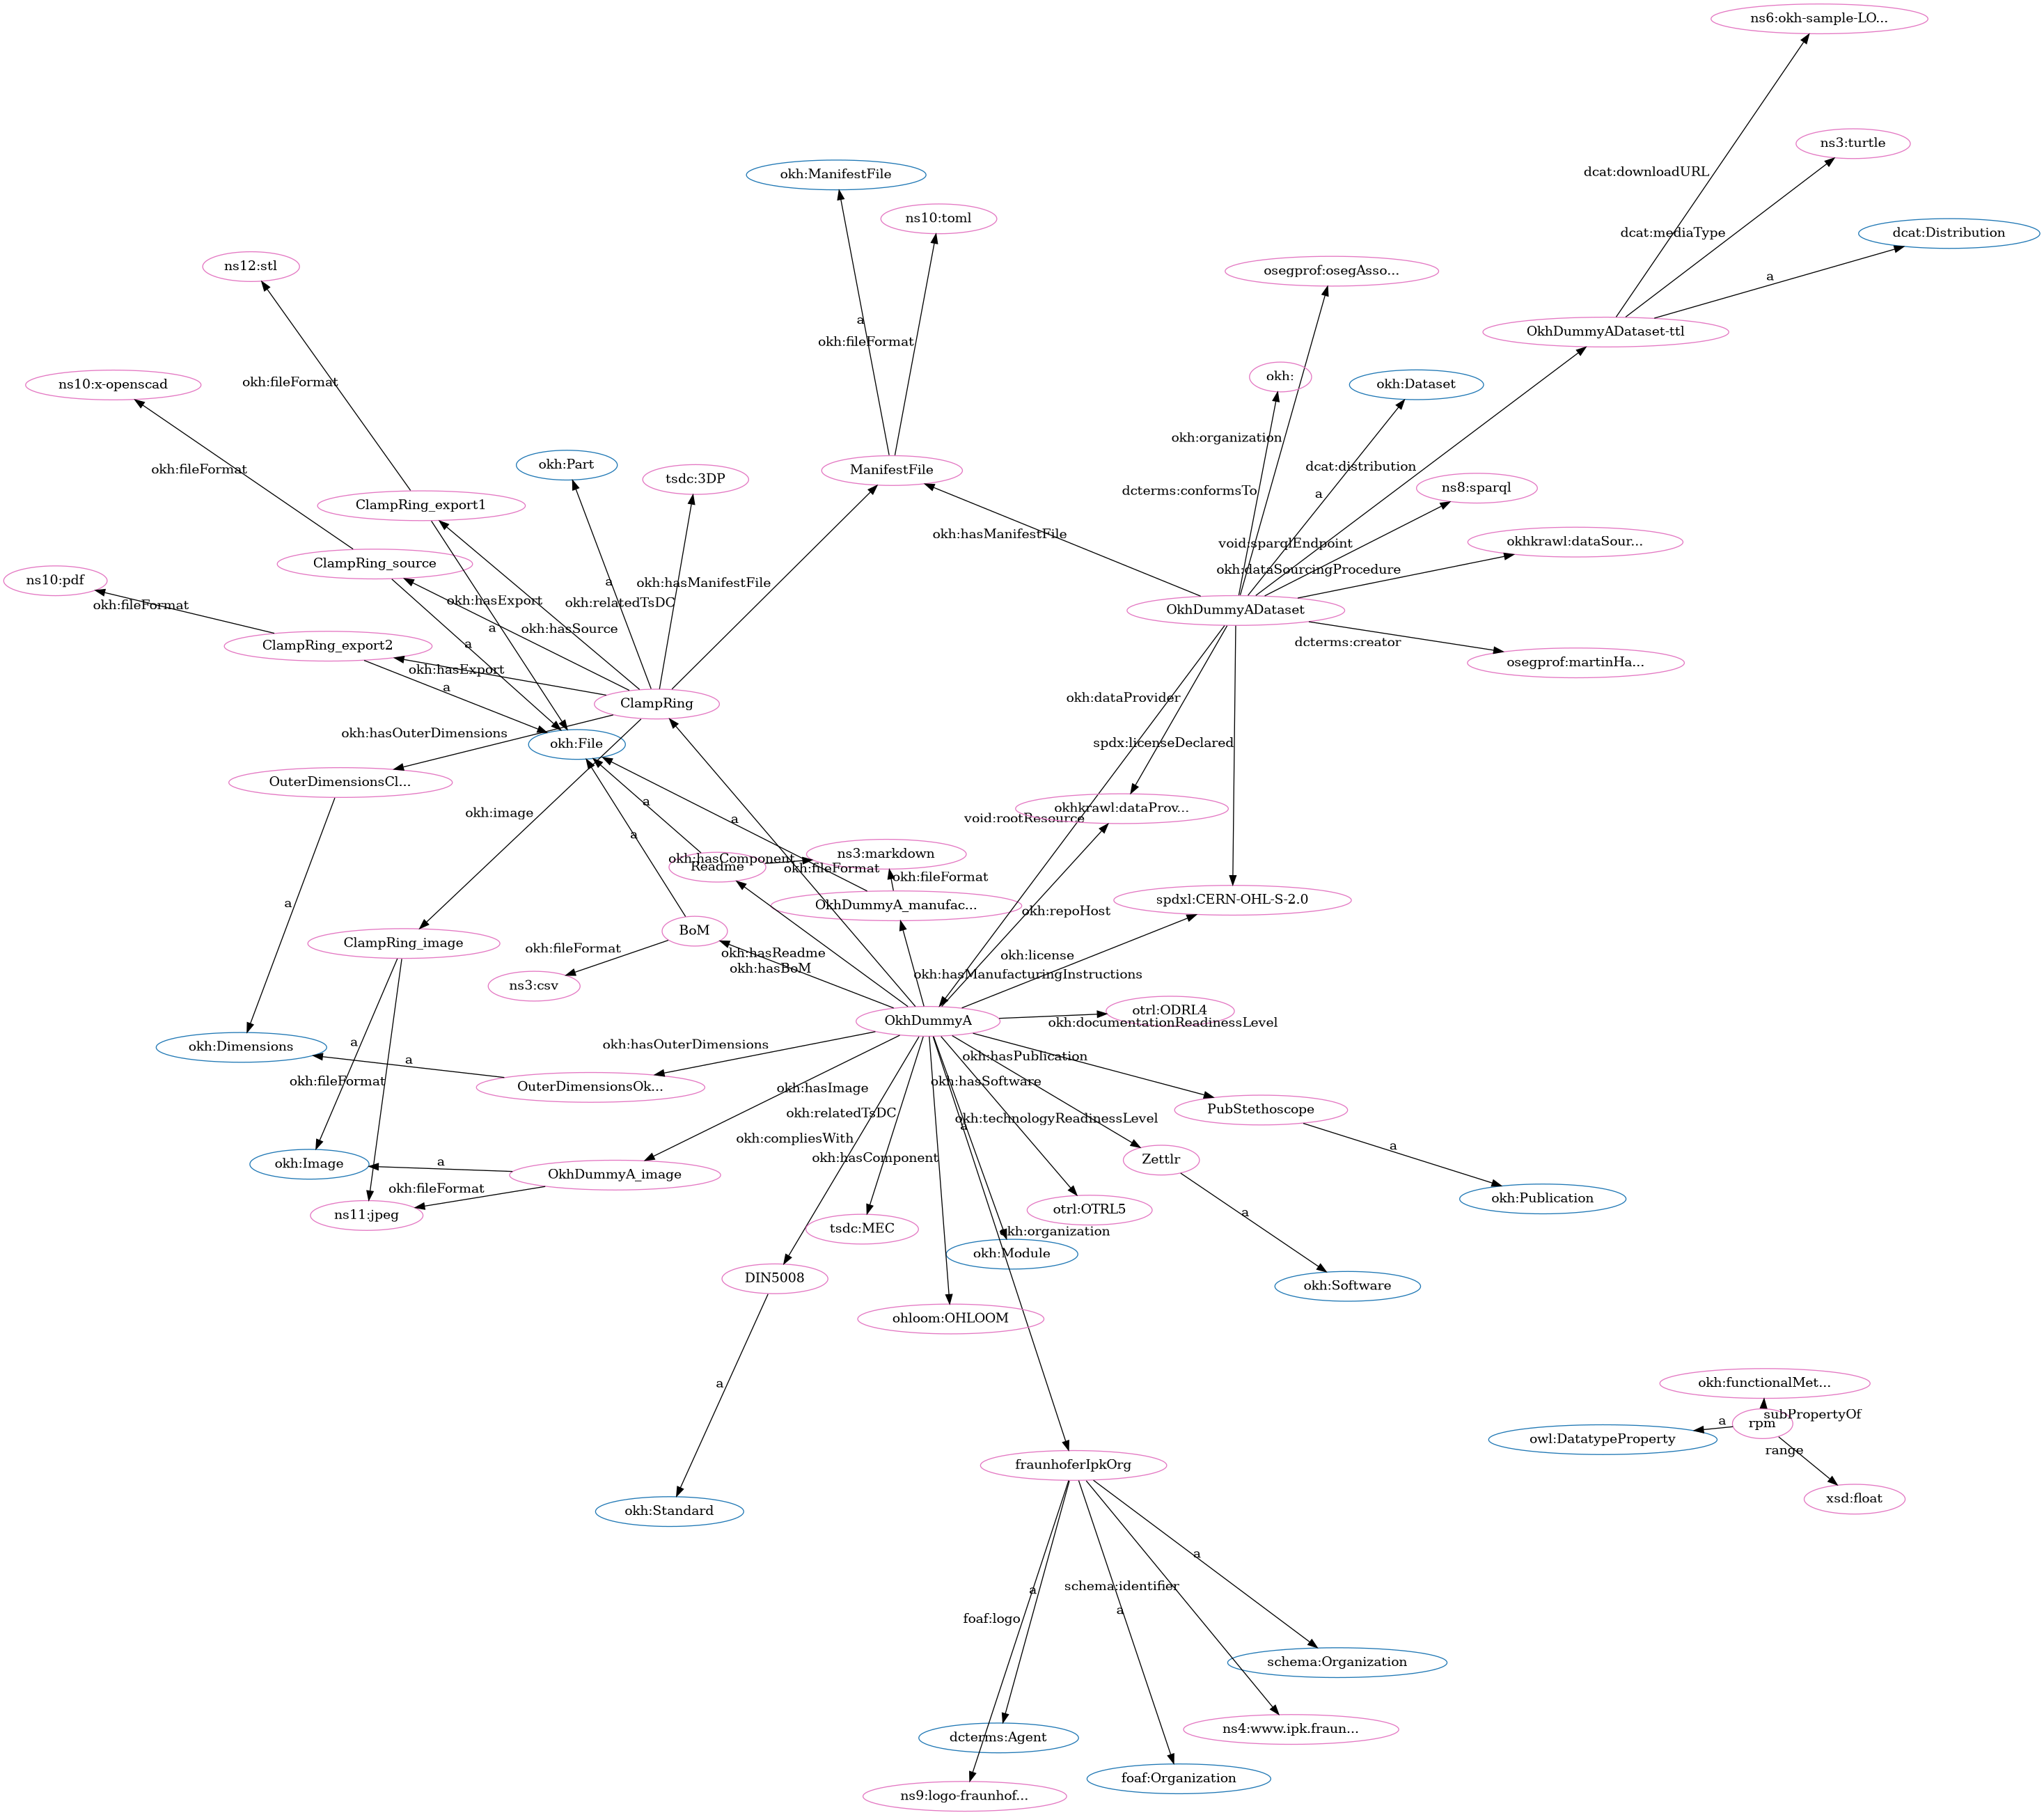 ns6:okh-sample-LO...
ns3:turtle
dcat:downloadURL
okh:ManifestFile
ns10:toml
dcat:mediaType
dcat:Distribution
ns12:stl
osegprof:osegAsso...
a
a
okh:fileFormat
OkhDummyADataset-ttl
okh:fileFormat
ns10:x-openscad
okh:
okh:Dataset
okh:organization
okh:fileFormat
okh:Part
tsdc:3DP
ManifestFile
dcat:distribution
ns8:sparql
dcterms:conformsTo
a
ClampRing_export1
okh:hasManifestFile
void:sparqlEndpoint
okhkrawl:dataSour...
ClampRing_source
okh:dataSourcingProcedure
ns10:pdf
a
okh:hasManifestFile
okh:fileFormat
okh:hasExport
okh:relatedTsDC
OkhDummyADataset
a
okh:hasSource
ClampRing_export2
a
dcterms:creator
osegprof:martinHa...
okh:hasExport
a
ClampRing
okh:dataProvider
okh:hasOuterDimensions
okh:File
spdx:licenseDeclared
OuterDimensionsCl...
okh:image
a
okhkrawl:dataProv...
a
a
void:rootResource
okh:hasComponent
Readme
ns3:markdown
okh:fileFormat
okh:fileFormat
a
OkhDummyA_manufac...
okh:repoHost
spdxl:CERN-OHL-S-2.0
ClampRing_image
BoM
okh:fileFormat
okh:hasReadme
okh:license
okh:hasBoM
okh:hasManufacturingInstructions
ns3:csv
OkhDummyA
otrl:ODRL4
okh:documentationReadinessLevel
okh:Dimensions
a
a
okh:hasOuterDimensions
okh:hasPublication
okh:fileFormat
OuterDimensionsOk...
okh:hasImage
okh:hasSoftware
okh:relatedTsDC
okh:technologyReadinessLevel
a
PubStethoscope
okh:compliesWith
a
okh:Image
a
OkhDummyA_image
okh:hasComponent
Zettlr
okh:fileFormat
okh:Publication
ns11:jpeg
tsdc:MEC
otrl:OTRL5
a
okh:organization
okh:Module
DIN5008
okh:Software
ohloom:OHLOOM
a
okh:functionalMet...
subPropertyOf
rpm
a
owl:DatatypeProperty
range
fraunhoferIpkOrg
xsd:float
okh:Standard
a
schema:identifier
a
a
foaf:logo
schema:Organization
ns4:www.ipk.fraun...
dcterms:Agent
foaf:Organization
ns9:logo-fraunhof...